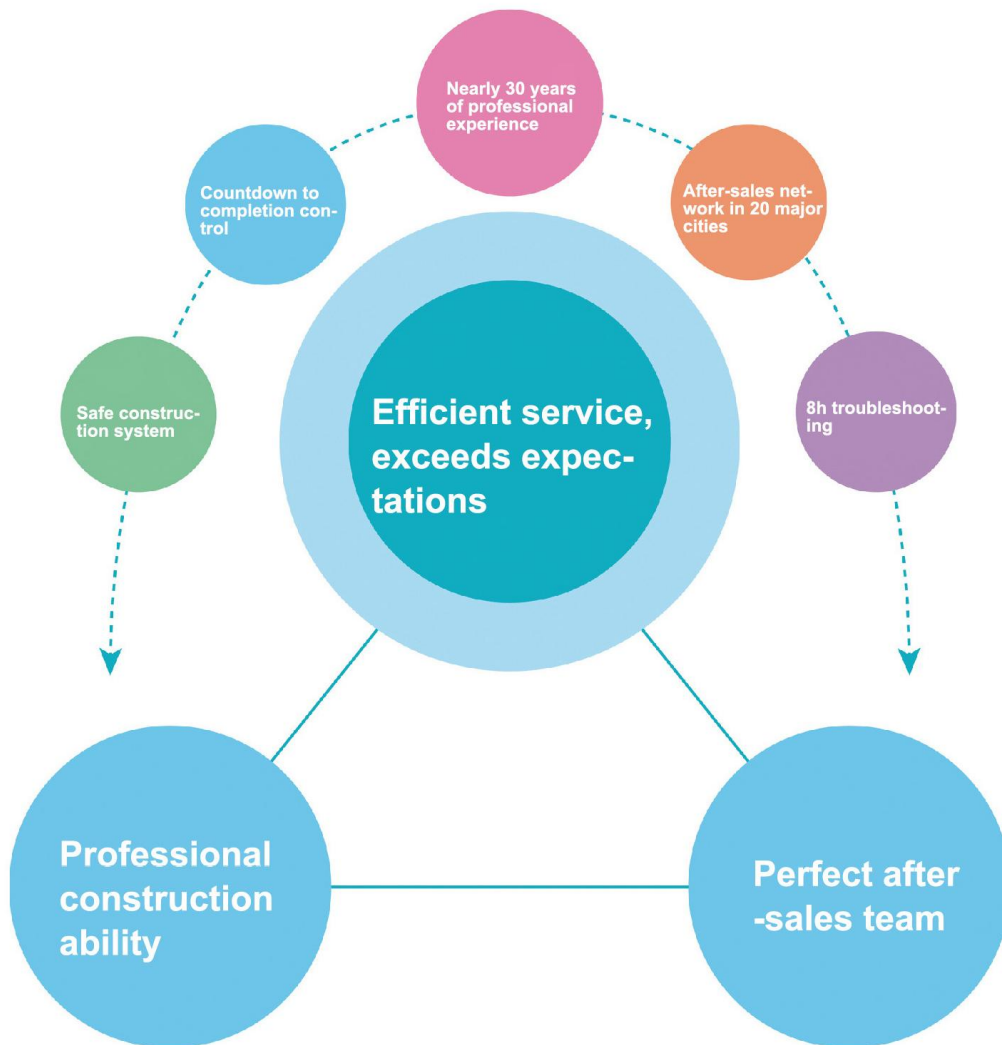 Nearly 30 years
of professional
experience
Countdown to
completion con-
trol
After-sales net-
work in 20 major
cities
Safe construc-
tion system
Efficient service,
exceeds expec-
tations
8h troubleshoot-
ing
Professional
construction
ability
Perfect after
-sales team